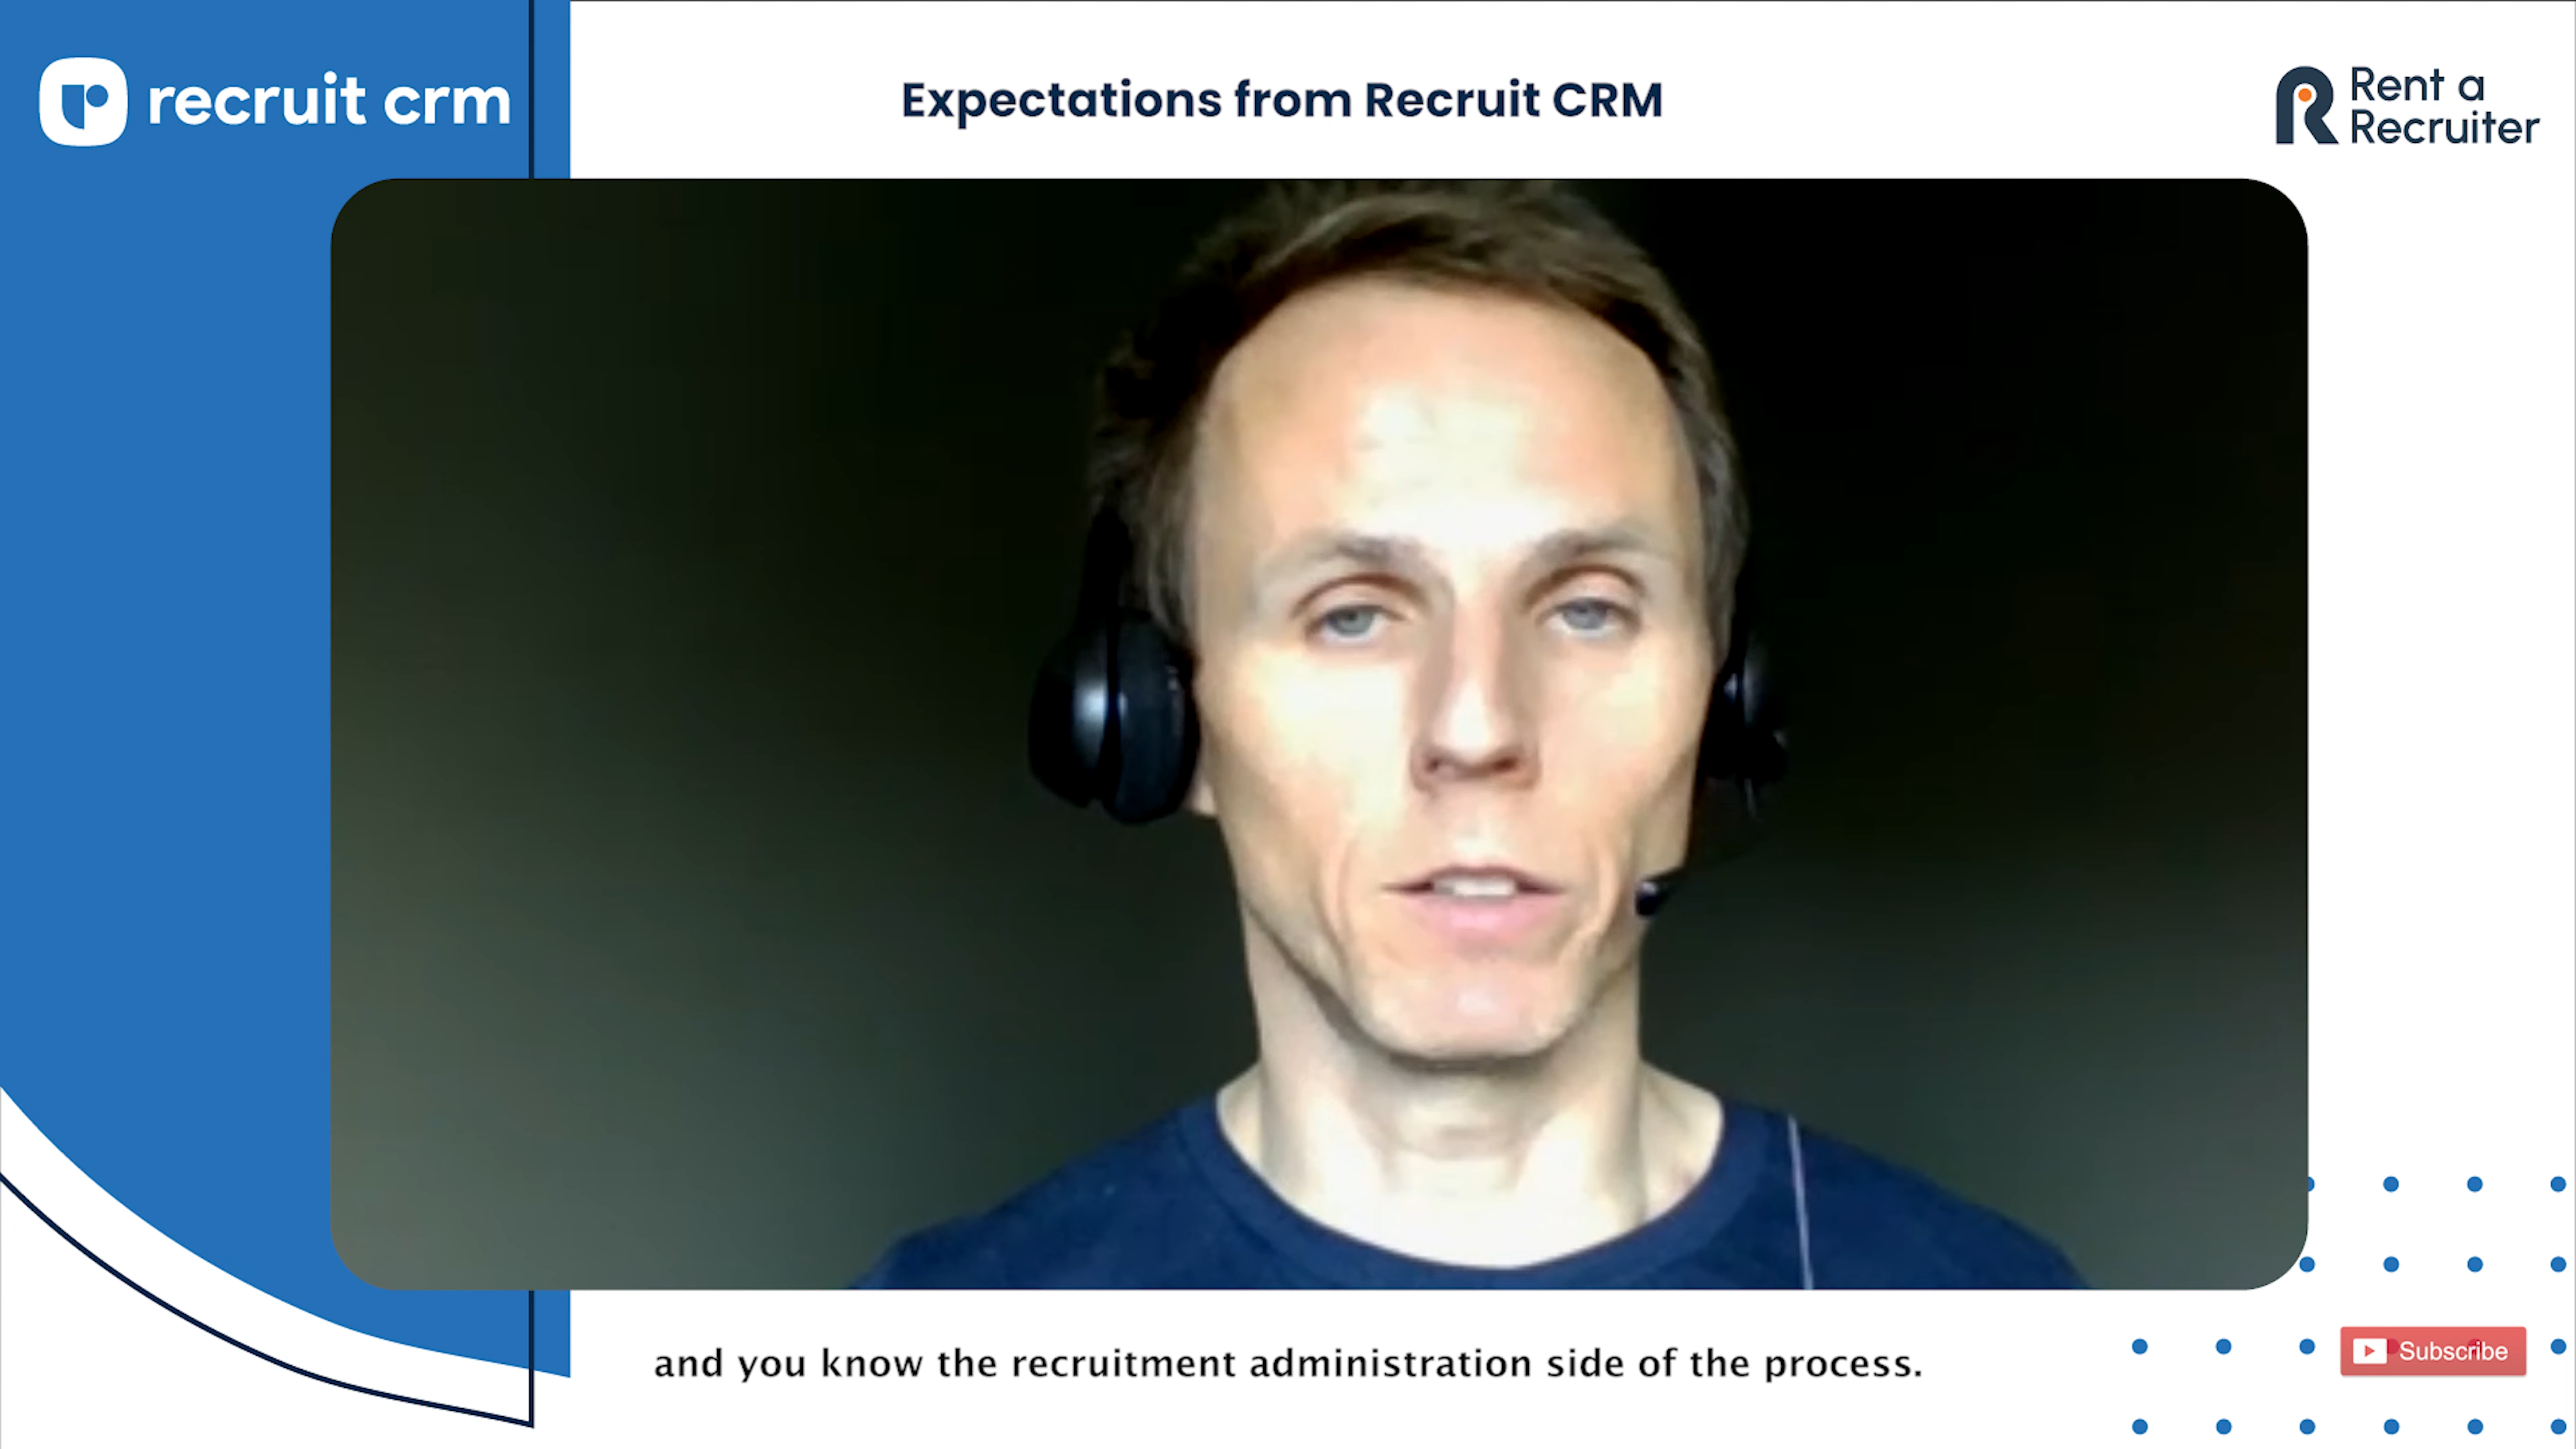 recruit crm
Expectations from Recruit CRM
Rent a
Recruiter
and you know the recruitment administration side of the process.
Subscribe